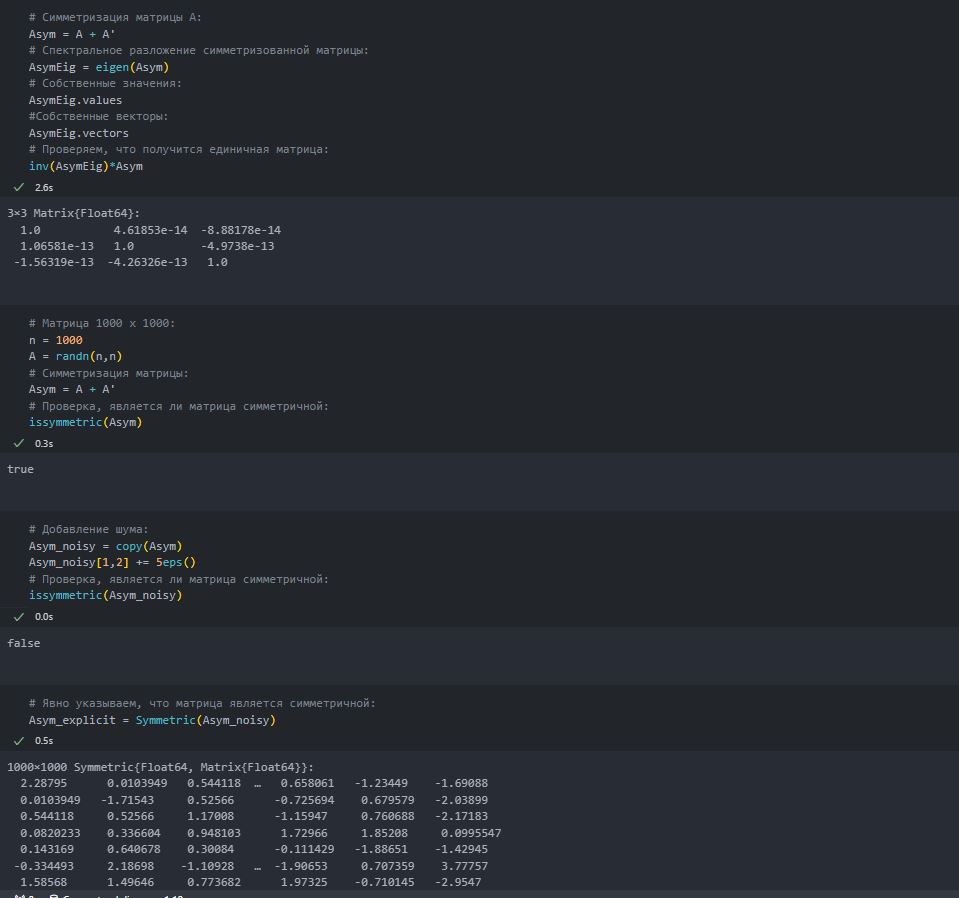 # Симметризация матрицы A:
Asym = A + A'
# Спектральное разложение симметризованной матрицы:
AsymEig = eigen(Asym)
# Собственные значения:
AsymEig.values
#Собственные векторы:
AsymEig.vectors
# Проверяем, что получится единичная матрица:
inv(AsymEig)*Asym
2.6s
3×3 Matrix{Float64}:
1.0 4.61853e-14 -8.88178e-14
1.06581e-13 1.0 -4.9738e-13
-1.56319e-13 -4.26326e-13 1.0
# Матрица 1000 x 1000:
n = 1000
A = randn(n,n)
# Симметризация матрицы:
Asym = A + A'
# Проверка, является ли матрица симметричной:
issymmetric(Asym)
0.3s
true
# Добавление шума:
Asym_noisy = copy(Asym)
Asym_noisy[1,2] += 5eps()
# Проверка, является ли матрица симметричной:
issymmetric(Asym_noisy)
0.0s
false
# Явно указываем, что матрица является симметричной:
Asym_explicit = Symmetric(Asym_noisy)
0.5s
1000×1000 Symmetric{Float64, Matrix{Float64}}:
2.28795 0.0103949 0.544118 … 0.658061 -1.23449 -1.69088
0.0103949 -1.71543 0.52566 -0.725694 0.679579 -2.03899
0.544118 0.52566 1.17008 -1.15947 0.760688 -2.17183
0.0820233 0.336604 0.948103 1.72966 1.85208 0.0995547
0.143169 0.640678 0.30084 -0.111429 -1.88651 -1.42945
-0.334493 2.18698 -1.10928 … -1.90653 0.707359 3.77757
1.58568 1.49646 0.773682 1.97325 -0.710145 -2.9547